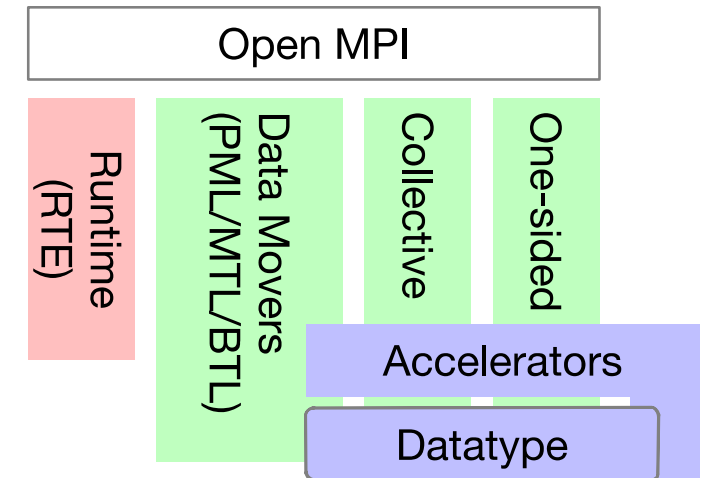 Open MPI
Runtime
(RTE)
Data Movers
(PML/MTL/BTL)
Collective
One-sided
Accelerators
Datatype